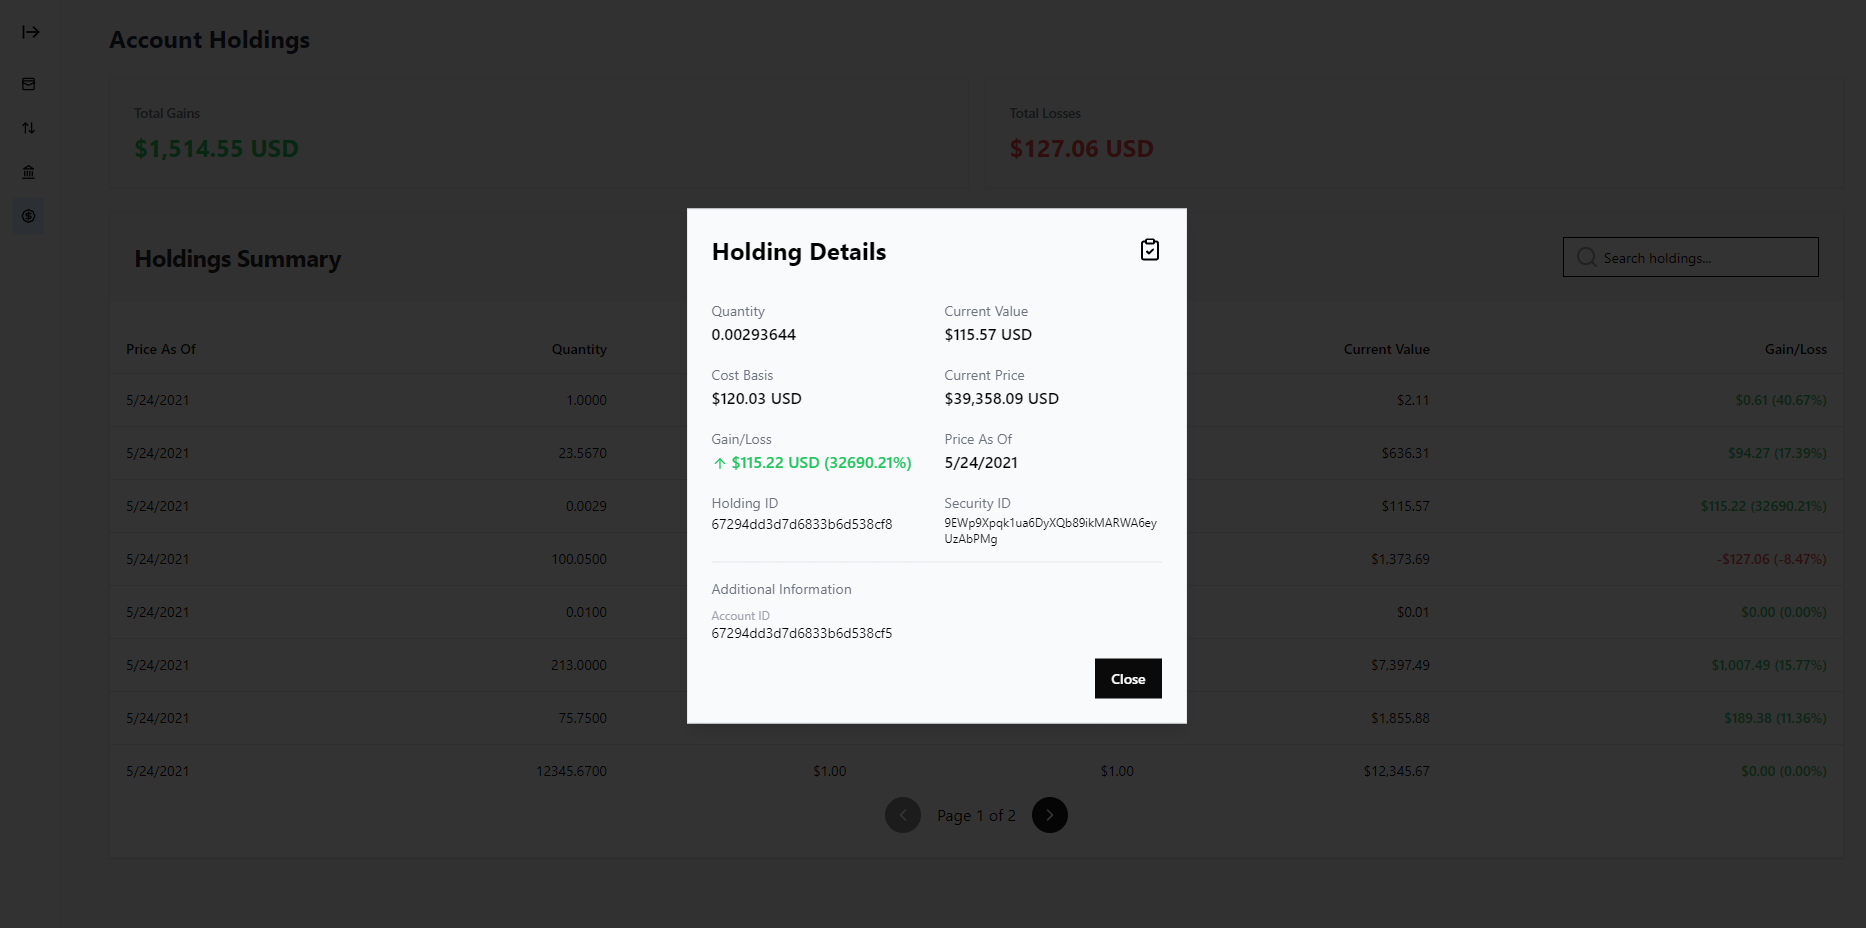 Account Holdings
Total Gains
$1,514.55 USD
Total Losses
$127.06 USD
Holdings Summary
Search holdings...
Price As Of Quantity Current Value Gain/Loss
5/24/2021 1.0000 $2.11 $0.61 (40.67%)
5/24/2021 23.5670 $636.31 $94.27 (17.39%)
5/24/2021 0.0029 $115.57 $115.22 (32690.21%)
5/24/2021 100.0500 $1,373.69 -$127.06 (-8.47%)
5/24/2021 0.0100 $0.01 $0.00 (0.00%)
5/24/2021 213.0000 $7,397.49 $1,007.49 (15.77%)
5/24/2021 75.7500 $1,855.88 $189.38 (11.36%)
5/24/2021 12345.6700 $1.00 $1.00 $12,345.67 $0.00 (0.00%)
Page 1 of 2
Holding Details
Quantity
0.00293644
Current Value
$115.57 USD
Cost Basis
$120.03 USD
Current Price
$39,358.09 USD
Gain/Loss
$115.22 USD (32690.21%)
Price As Of
5/24/2021
Holding ID
67294dd3d7d6833b6d538cf8
Security ID
9EWp9Xpqk1ua6DyXQb89ikMARWA6ey
UzAbPMg
Additional Information
Account ID
67294dd3d7d6833b6d538cf5
Close